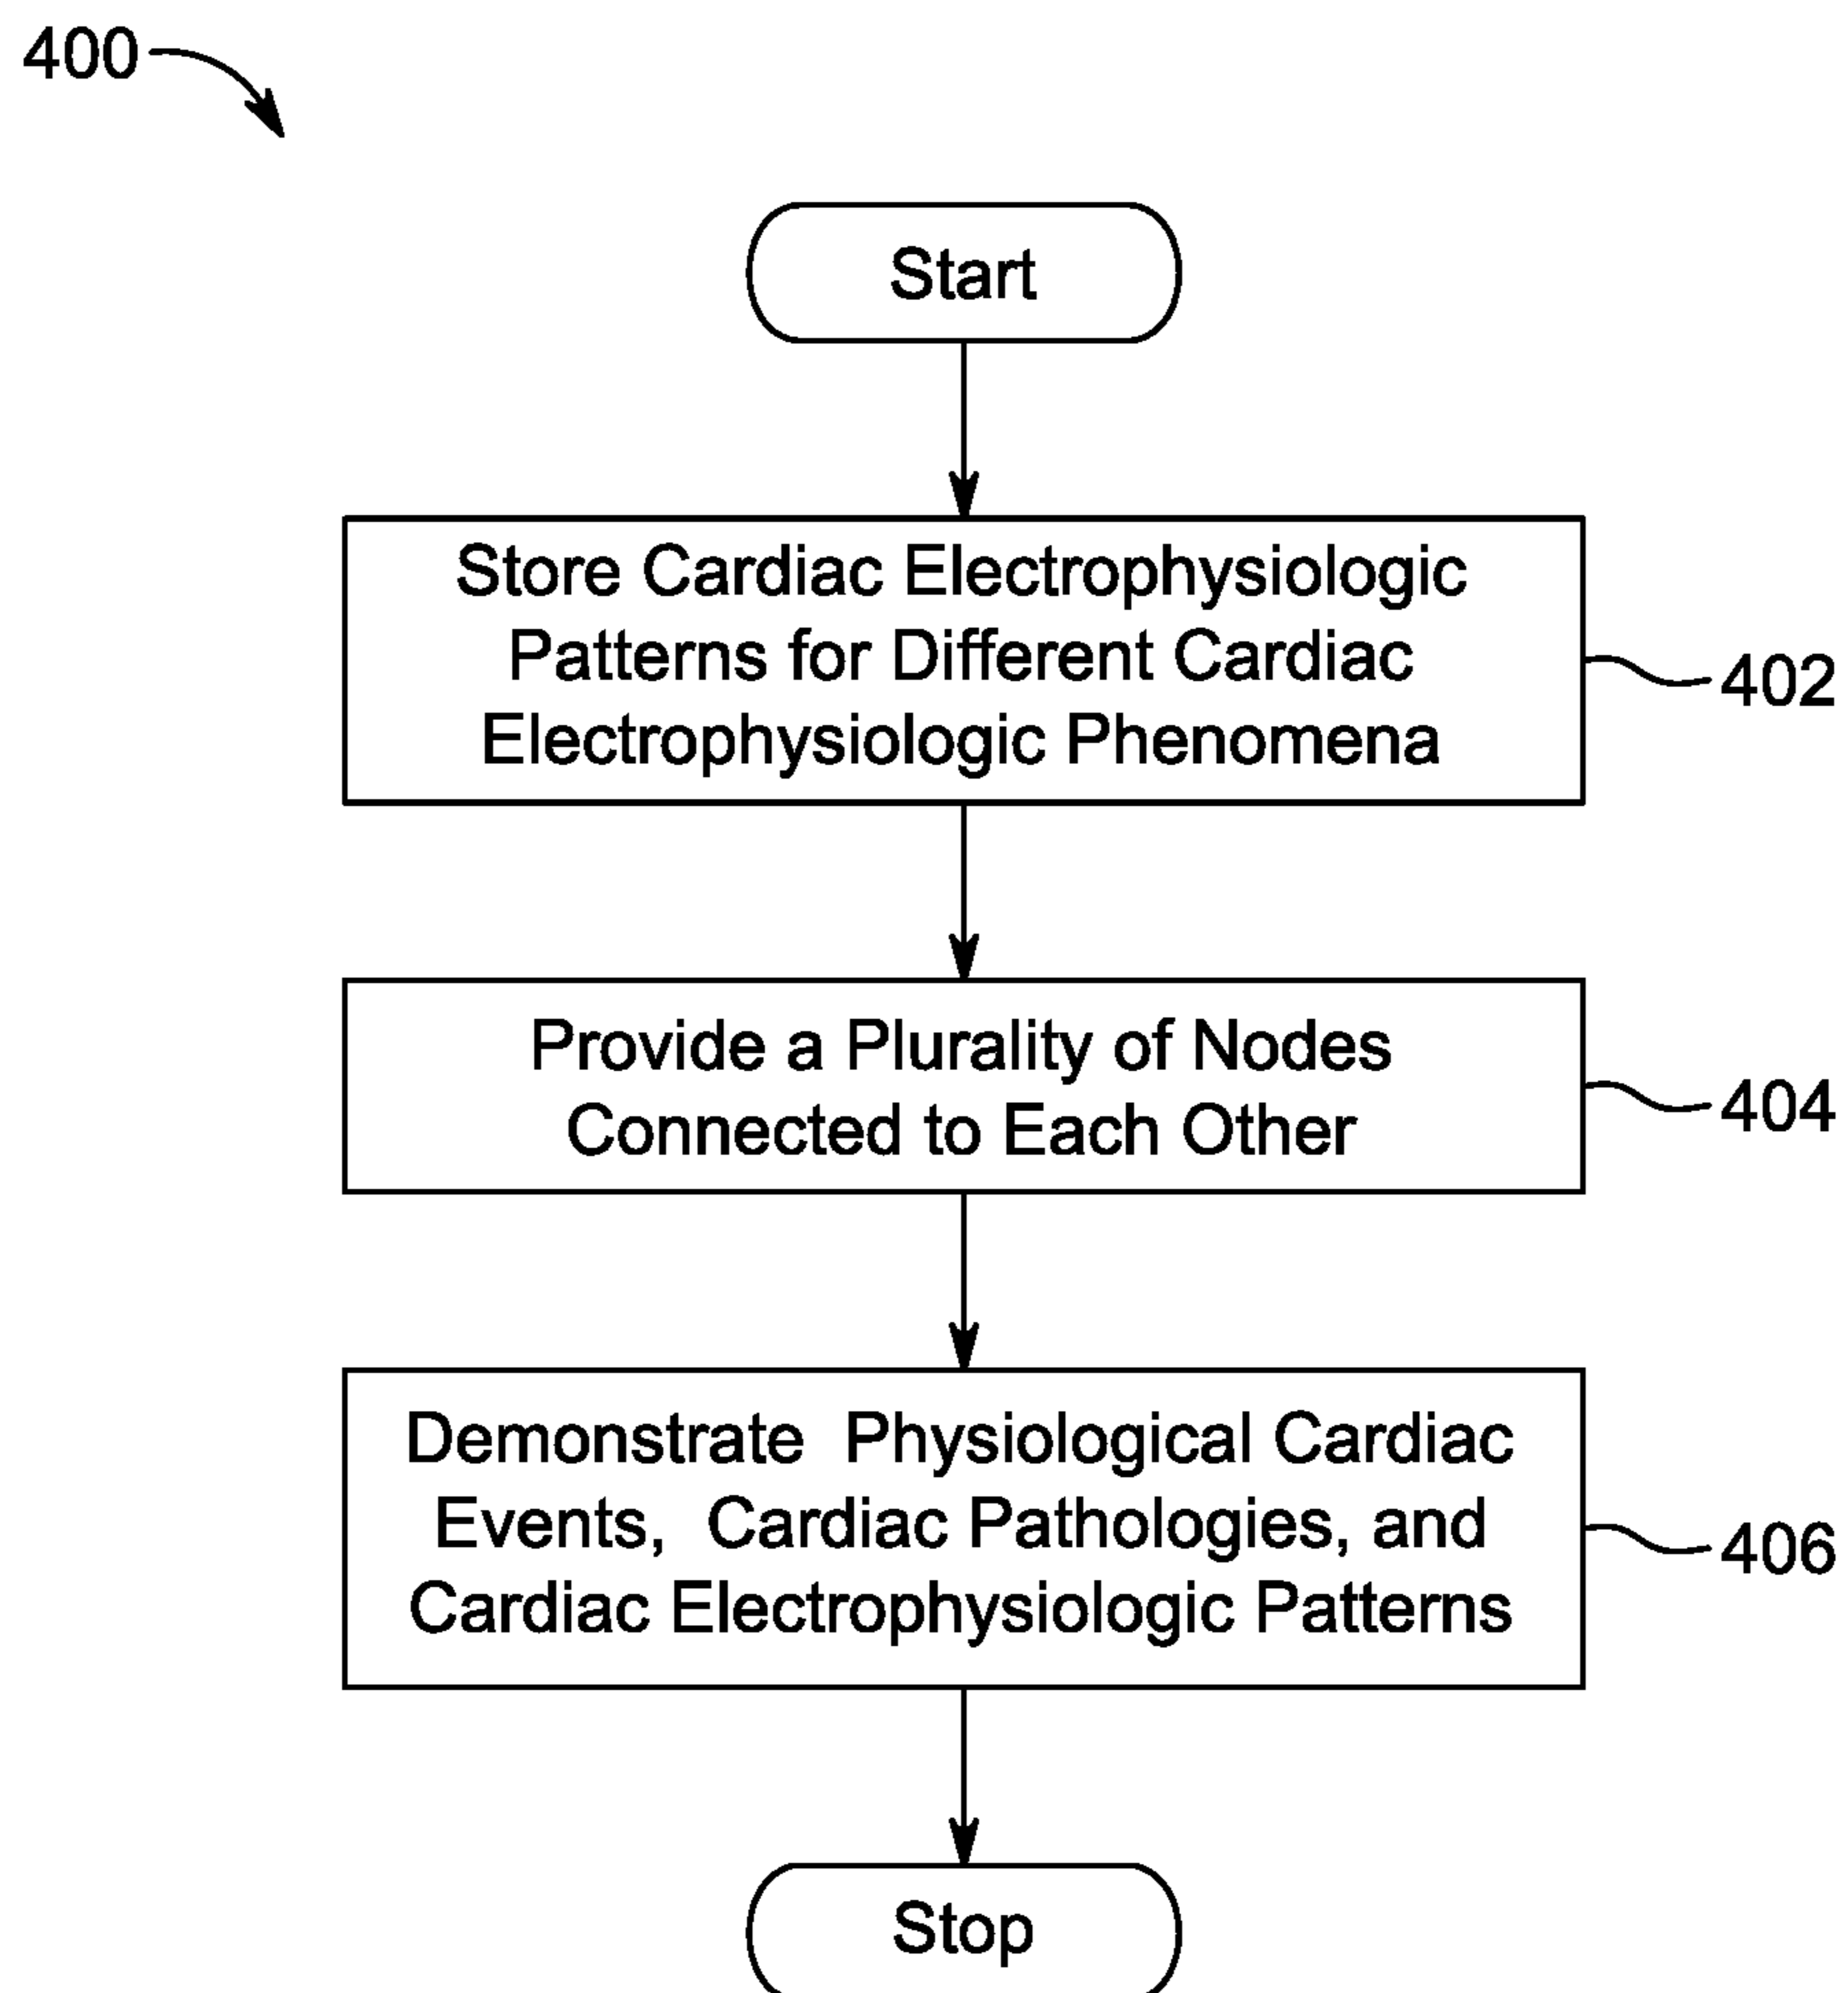 400
Start
Store Cardiac Electrophysiologic
Patterns for Different Cardiac
Electrophysiologic Phenomena
402
Provide a Plurality of Nodes
Connected to Each Other
404
Demonstrate Physiological Cardiac
Events, Cardiac Pathologies, and
Cardiac Electrophysiologic Patterns
406
Stop